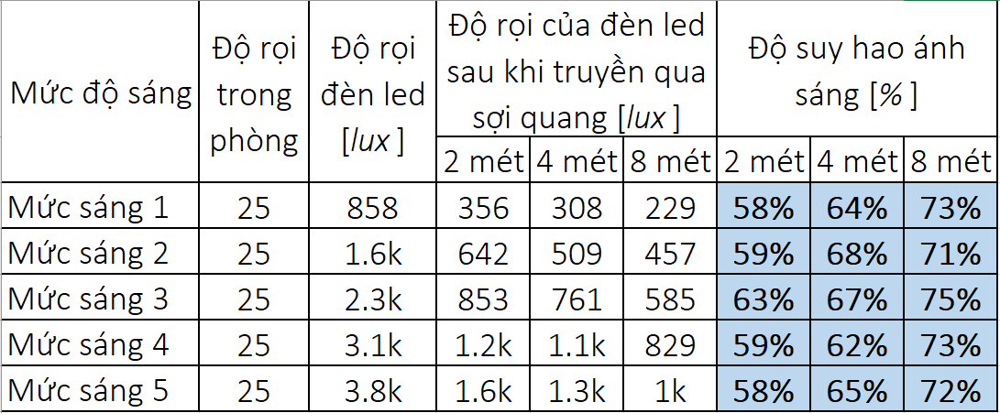 Mức độ sáng
Độ rọi
trong
phòng
Độ rọi
đèn led
[lux ]
Độ rọi của đèn led
sau khi truyền qua
sợi quang [lux ]
Độ suy hao ánh
sáng [% ]
2 mét 4 mét 8 mét 2 mét 4 mét 8 mét
Mức sáng 1 25 858 356 308 229 58% 64% 73%
Mức sáng 2 25 1.6k 642 509 457 59% 68% 71%
Mức sáng 3 25 2.3k 853 761 585 63% 67% 75%
Mức sáng 4 25 3.1k 1.2k 1.1k 829 59% 62% 73%
Mức sáng 5 25 3.8k 1.6k 1.3k 1k 58% 65% 72%